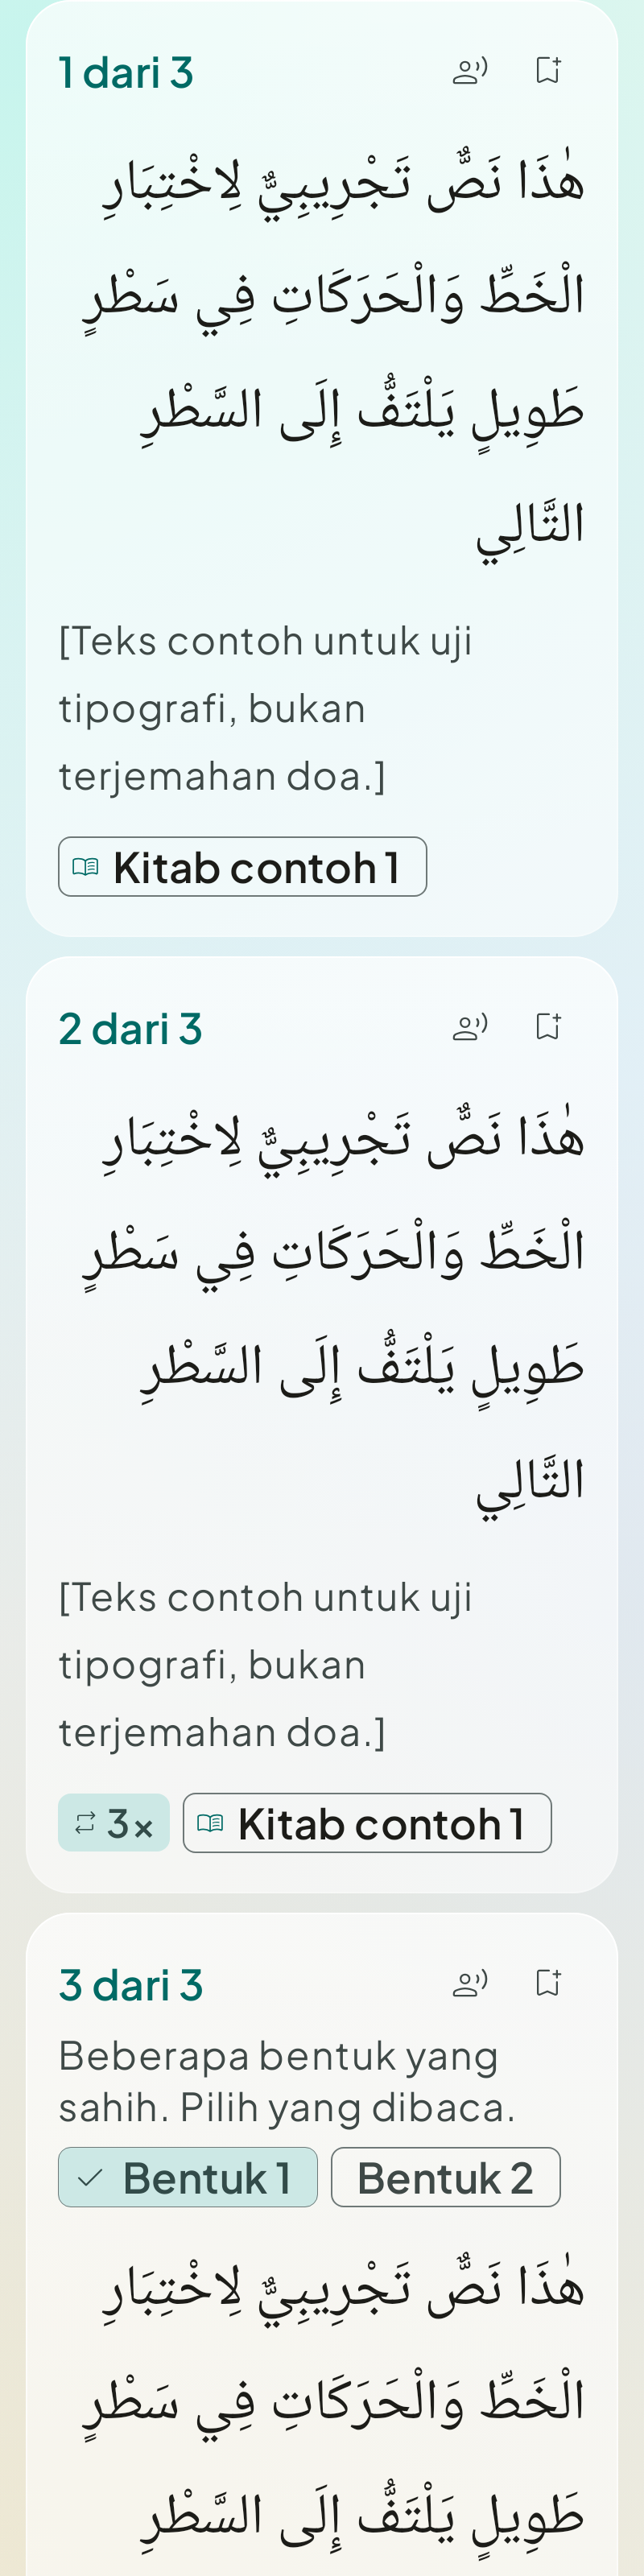 1 dari 3
هٰذَا نَصٌّ تَجْرِيبِيٌّ لِاخْتِبَارِ
الْخَطِّ وَالْحَرَكَاتِ فِي سَطْرٍ
طَوِيلٍ يَلْتَفُّ إِلَى السَّطْرِ
التَّالِي
[Teks contoh untuk uji
tipografi, bukan
terjemahan doa.]
Kitab contoh 1
2 dari 3
هٰذَا نَصٌّ تَجْرِيبِيٌّ لِاخْتِبَارِ
الْخَطِّ وَالْحَرَكَاتِ فِي سَطْرٍ
طَوِيلٍ يَلْتَفُّ إِلَى السَّطْرِ
التَّالِي
[Teks contoh untuk uji
tipografi, bukan
terjemahan doa.]
3× Kitab contoh 1
3 dari 3
Beberapa bentuk yang
sahih. Pilih yang dibaca.
Bentuk 1 Bentuk 2
هٰذَا نَصٌّ تَجْرِيبِيٌّ لِاخْتِبَارِ
الْخَطِّ وَالْحَرَكَاتِ فِي سَطْرٍ
طَوِيلٍ يَلْتَفُّ إِلَى السَّطْرِ